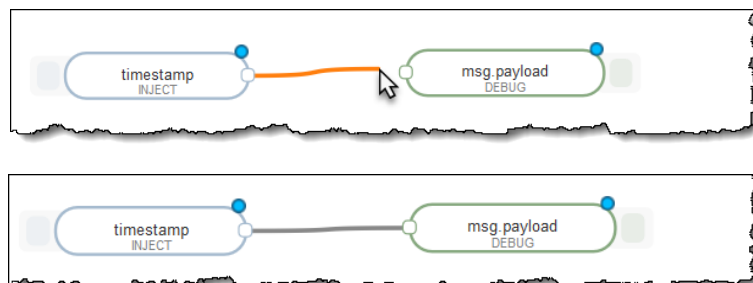 timestamp
INJECT
msg.payload
DEBUG
timestamp
INJECT
msg.payload
DEBUG